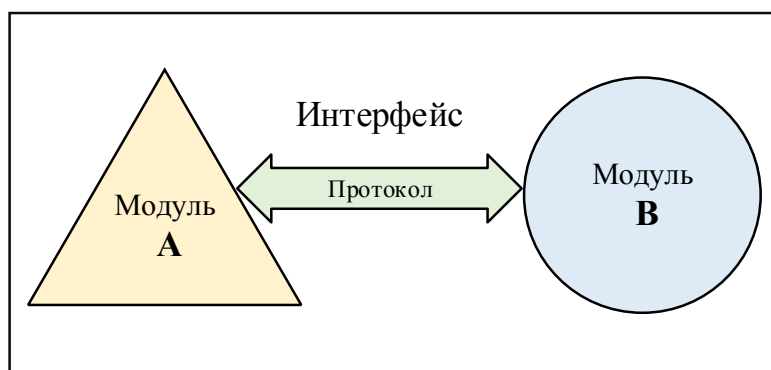 Интерфейс
Протокол
Модуль
A
Модуль
B